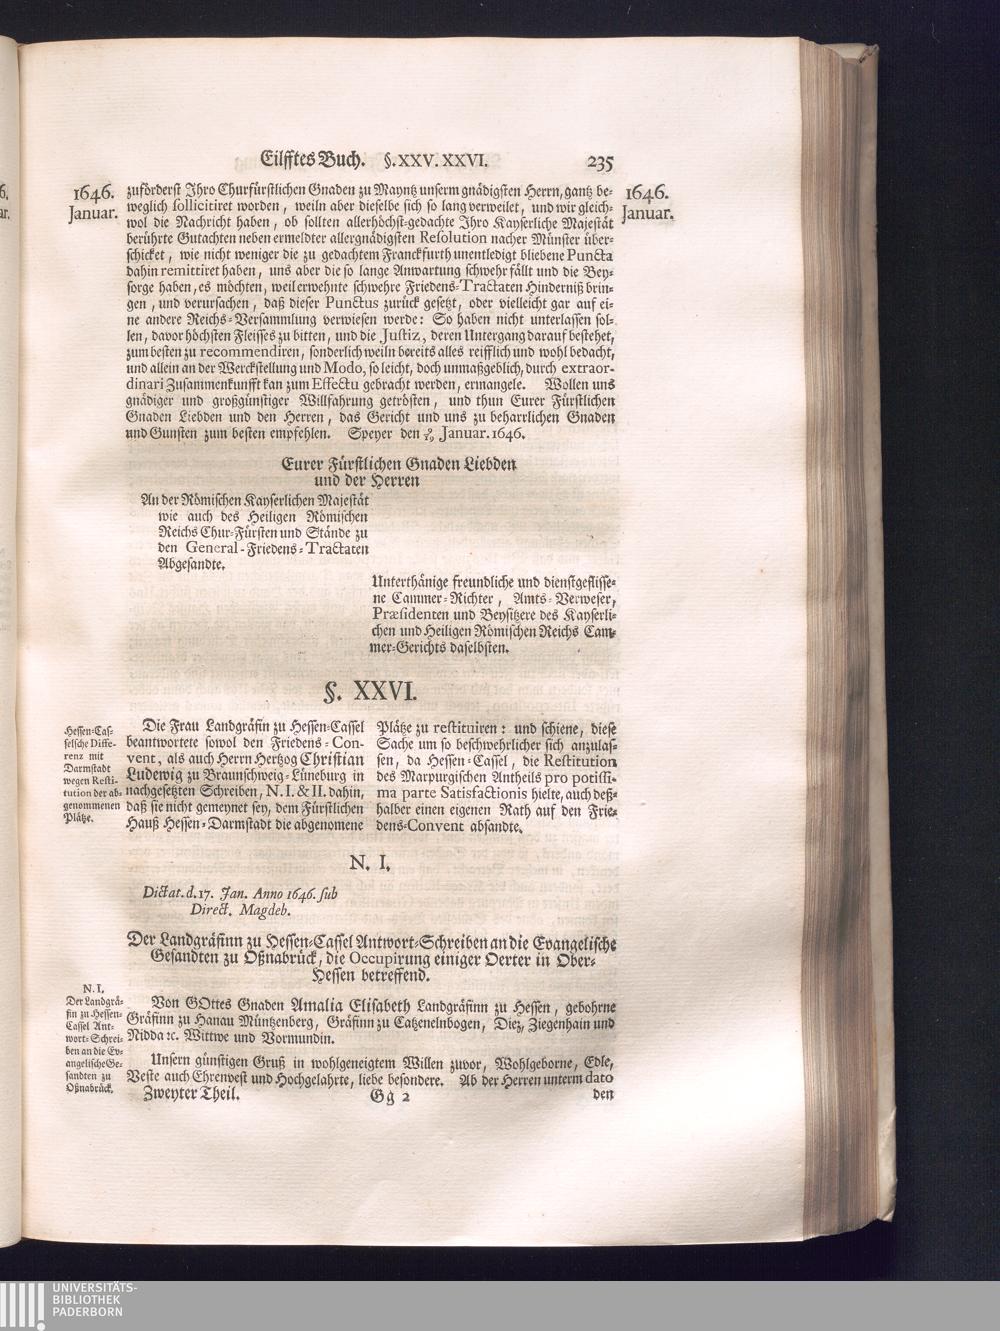 Eilfftes Buch. §. XXV. XXVI. 235
1646.
Januar.
1646.
Januar.
zuförderst Ihro Churfürstlichen Gnaden zu Mayntz unserm gnädigsten Herrn, gantz be-
weglich sollicitiret worden, weiln aber dieselbe sich so lang verweilet, und wir gleich-
wol die Nachricht haben, ob sollten allerhöchst-gedachte Ihro Kayserliche Majestät
berührte Gutachten neben ermeldter allergnädigsten Resolution nacher Münster über-
schicket, wie nicht weniger die zu gedachtem Franckfurth unentledigt bliebene Puncta
dahin remittiret haben, uns aber die so lange Anwartung schwehr fällt und die Bey-
sorge haben, es möchten, weil erwehnte schwehre Friedens-Tractaten Hinderniß brin-
gen, und verursachen, daß dieser Punctus zurück gesetzt, oder vielleicht gar auf ei-
ne andere Reichs-Versammlung verwiesen werde: So haben nicht unterlassen sol-
len, davor höchsten Fleisses zu bitten, und die Justiz, deren Untergang darauf bestehet,
zum besten zu recommendiren, sonderlich weiln bereits alles reifflich und wohl bedacht,
und allein an der Werckstellung und Modo, so leicht, doch unmaßgeblich, durch extraor-
dinari Zusammenkunfft kan zum Effectu gebracht werden, ermangele. Wollen uns
gnädiger und großgünstiger Willfahrung getrösten, und thun Eurer Fürstlichen
Gnaden Liebden und den Herren, das Gericht und uns zu beharrlichen Gnaden
und Gunsten zum besten empfehlen. Speyer den 9/19 Januar. 1646.
Eurer Fürstlichen Gnaden Liebden
und der Herren
An der Römischen Kayserlichen Majestät
wie auch des Heiligen Römischen
Reichs Chur-Fürsten und Stände zu
den General-Friedens-Tractaten
Abgesandte.
Unterthänige freundliche und dienstgeflisse-
ne Cammer-Richter, Amts-Verweser,
Præsidenten und Beysitzere des Kayserli-
chen und Heiligen Römischen Reichs Cam-
mer-Gerichts daselbsten.
§. XXVI.
Hessen-Cas-
selsche Diffe-
renz mit
Darmstadt
wegen Resti-
tution der ab-
genommenen
Plätze.
Die Frau Landgräfin zu Hessen-Cassel
beantwortete sowol den Friedens-Con-
vent, als auch Herrn Hertzog Christian
Ludewig zu Braunschweig-Lüneburg in
nachgesetzten Schreiben, N. I. & II. dahin,
daß sie nicht gemeynet sey, dem Fürstlichen
Hauß Hessen-Darmstadt die abgenomene
Plätze zu restituiren: und schiene, diese
Sache um so beschwehrlicher sich anzulas-
sen, da Hessen-Cassel, die Restitution
des Marpurgischen Antheils pro potissi-
ma parte Satisfactionis hielte, auch deß-
halber einen eigenen Rath auf den Frie-
dens-Convent absandte.
N. I.
Dictat. d. 17. Jan. Anno 1646. sub
Direct. Magdeb.
Der Landgräfinn zu Hessen-Cassel Antwort-Schreiben an die Evangelische
Gesandten zu Oßnabrück, die Occupirung einiger Oerter in Ober-
Hessen betreffend.
N. I.
Der Landgrä-
fin zu Hessen-
Cassel Ant-
wort-Schrei-
ben an die Ev-
angelische Ge-
sandten zu
Oßnabrück.
Von GOttes Gnaden Amalia Elisabeth Landgräfinn zu Hessen, gebohrne
Gräfinn zu Hanau Müntzenberg, Gräfinn zu Catzenelnbogen, Dietz, Ziegenhain und
Nidda ꝛc. Wittwe und Vormundin.
Unsern günstigen Gruß in wohlgeneigtem Willen zuvor, Wohlgeborne, Edle,
Veste auch Ehrenvest und Hochgelahrte, liebe besondere. Ab der Herren unterm dato
Zweyter Theil. Gg 2 den
UNIVERSITÄTS-
BIBLIOTHEK
PADERBORN